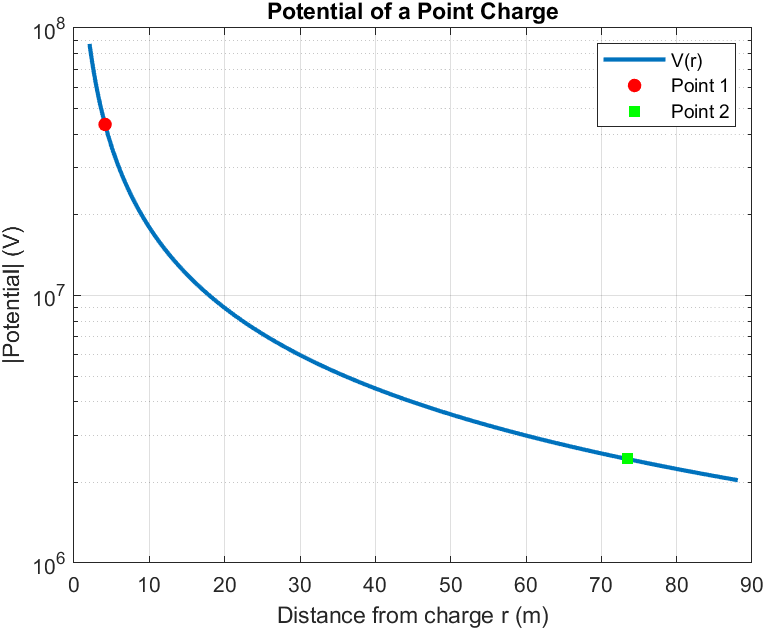 Potential of a Point Charge
10^8
10^7
10^6
|Potential| (V)
V(r)
Point 1
Point 2
0 10 20 30 40 50 60 70 80 90
Distance from charge r (m)